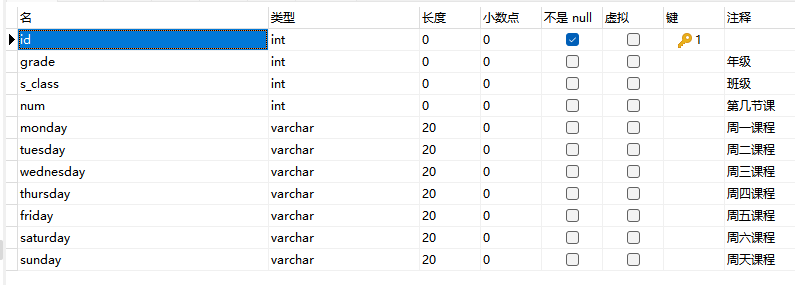 名 类型 长度 小数点 不是 null 虚拟 键 注释
id int 0 0 1
grade int 0 0 年级
s_class int 0 0 班级
num int 0 0 第几节课
monday varchar 20 0 周一课程
tuesday varchar 20 0 周二课程
wednesday varchar 20 0 周三课程
thursday varchar 20 0 周四课程
friday varchar 20 0 周五课程
saturday varchar 20 0 周六课程
sunday varchar 20 0 周天课程